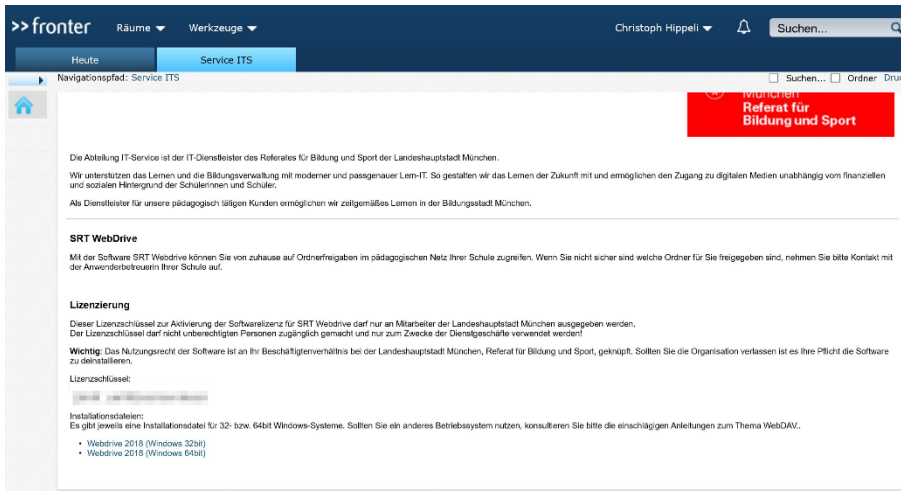 >>fronter Räume Werkzeuge Christoph Hippeli Suchen...
Heute Service ITS
Navigationspfad: Service ITS Suchen... Ordner
München
Referat für
Bildung und Sport
Die Abteilung IT-Service ist der IT-Dienstleister des Referates für Bildung und Sport der Landeshauptstadt München.
Wir unterstützen das Lernen und die Bildungsverwaltung mit moderner und passgenauer Lern-IT. So gestalten wir das Lernen der Zukunft mit und ermöglichen den Zugang zu digitalen Medien unabhängig vom finanziellen
und sozialen Hintergrund der Schülerinnen und Schüler.
Als Dienstleister für unsere pädagogisch tätigen Kunden ermöglichen wir zeitgemäßes Lernen in der Bildungsstadt München.
SRT WebDrive
Mit der Software SRT Webdrive können Sie von zuhause auf Ordnerfreigaben im pädagogischen Netz Ihrer Schule zugreifen. Wenn Sie nicht sicher sind welche Ordner für Sie freigegeben sind, nehmen Sie bitte Kontakt mit
der Anwenderbetreuerin Ihrer Schule auf.
Lizenzierung
Dieser Lizenzschlüssel zur Aktivierung der Softwarelizenz für SRT Webdrive darf nur an Mitarbeiter der Landeshauptstadt München ausgegeben werden.
Der Lizenzschlüssel darf nicht unberechtigten Personen zugänglich gemacht und nur zum Zwecke der Dienstgeschäfte verwendet werden!
Wichtig: Das Nutzungsrecht der Software ist an Ihr Beschäftigtenverhältnis bei der Landeshauptstadt München, Referat für Bildung und Sport, geknüpft. Sollten Sie die Organisation verlassen ist es Ihre Pflicht die Software
zu deinstallieren.
Lizenzschlüssel:
Installationsdateien:
Es gibt jeweils eine Installationsdatei für 32- bzw. 64bit Windows-Systeme. Sollten Sie ein anderes Betriebssystem nutzen, konsultieren Sie bitte die einschlägigen Anleitungen zum Thema WebDAV..
• Webdrive 2018 (Windows 32bit)
• Webdrive 2018 (Windows 64bit)